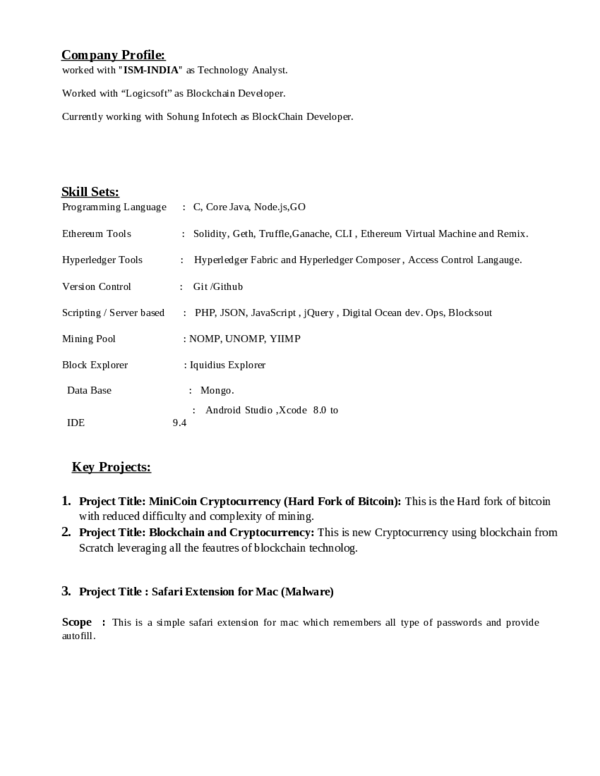 Company Profile:
worked with "ISM-INDIA" as Technology Analyst.
Worked with “Logicsoft” as Blockchain Developer.
Currently working with Sohung Infotech as BlockChain Developer.
Skill Sets:
Programming Language : C, Core Java, Node.js,GO
Ethereum Tools : Solidity, Geth, Truffle,Ganache, CLI , Ethereum Virtual Machine and Remix.
Hyperledger Tools : Hyperledger Fabric and Hyperledger Composer , Access Control Langauge.
Version Control : Git /Github
Scripting / Server based : PHP, JSON, JavaScript , jQuery , Digital Ocean dev. Ops, Blocksout
Mining Pool : NOMP, UNOMP, YIIMP
Block Explorer : Iquidius Explorer
Data Base : Mongo.
: Android Studio ,Xcode 8.0 to
IDE 9.4
Key Projects:
1. Project Title: MiniCoin Cryptocurrency (Hard Fork of Bitcoin): This is the Hard fork of bitcoin
with reduced difficulty and complexity of mining.
2. Project Title: Blockchain and Cryptocurrency: This is new Cryptocurrency using blockchain from
Scratch leveraging all the feautres of blockchain technolog.
3. Project Title : Safari Extension for Mac (Malware)
Scope : This is a simple safari extension for mac which remembers all type of passwords and provide
autofill.